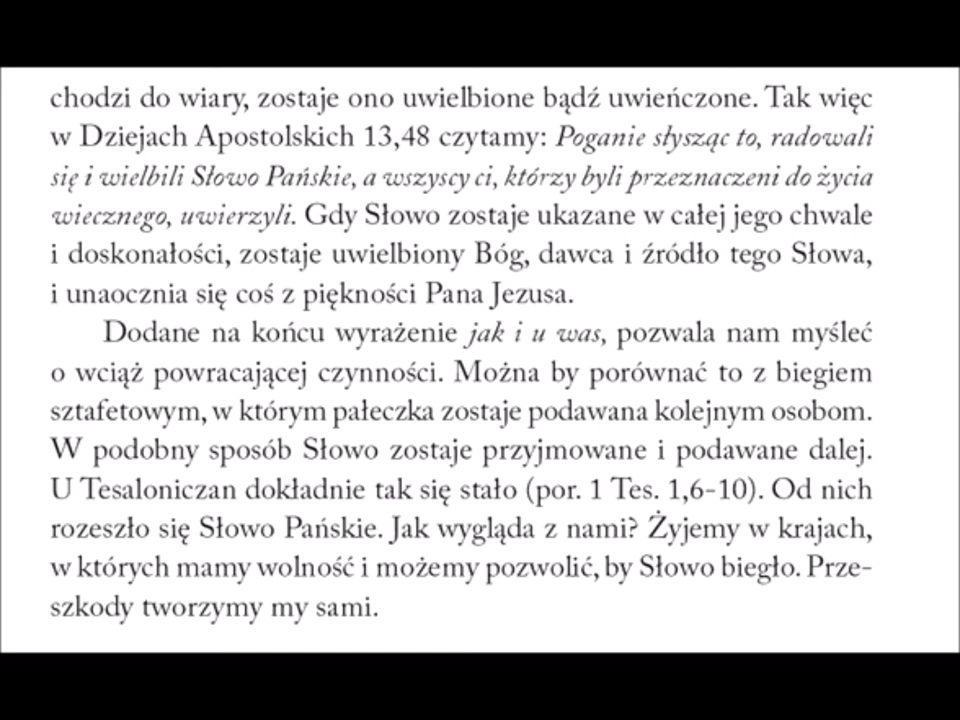 chodzi do wiary, zostaje ono uwielbione bądź uwieńczone. Tak więc
w Dziejach Apostolskich 13,48 czytamy: Poganie słysząc to, radowali
się i wielbili Słowo Pańskie, a wszyscy ci, którzy byli przeznaczeni do życia
wiecznego, uwierzyli. Gdy Słowo zostaje ukazane w całej jego chwale
i doskonałości, zostaje uwielbiony Bóg, dawca i źródło tego Słowa,
i unaocznia się coś z piękności Pana Jezusa.
Dodane na końcu wyrażenie jak i u was, pozwala nam myśleć
o wciąż powracającej czynności. Można by porównać to z biegiem
sztafetowym, w którym pałeczka zostaje podawana kolejnym osobom.
W podobny sposób Słowo zostaje przyjmowane i podawane dalej.
U Tesaloniczan dokładnie tak się stało (por. 1 Tes. 1,6-10). Od nich
rozeszło się Słowo Pańskie. Jak wygląda z nami? Żyjemy w krajach,
w których mamy wolność i możemy pozwolić, by Słowo biegło. Prze-
szkody tworzymy my sami.